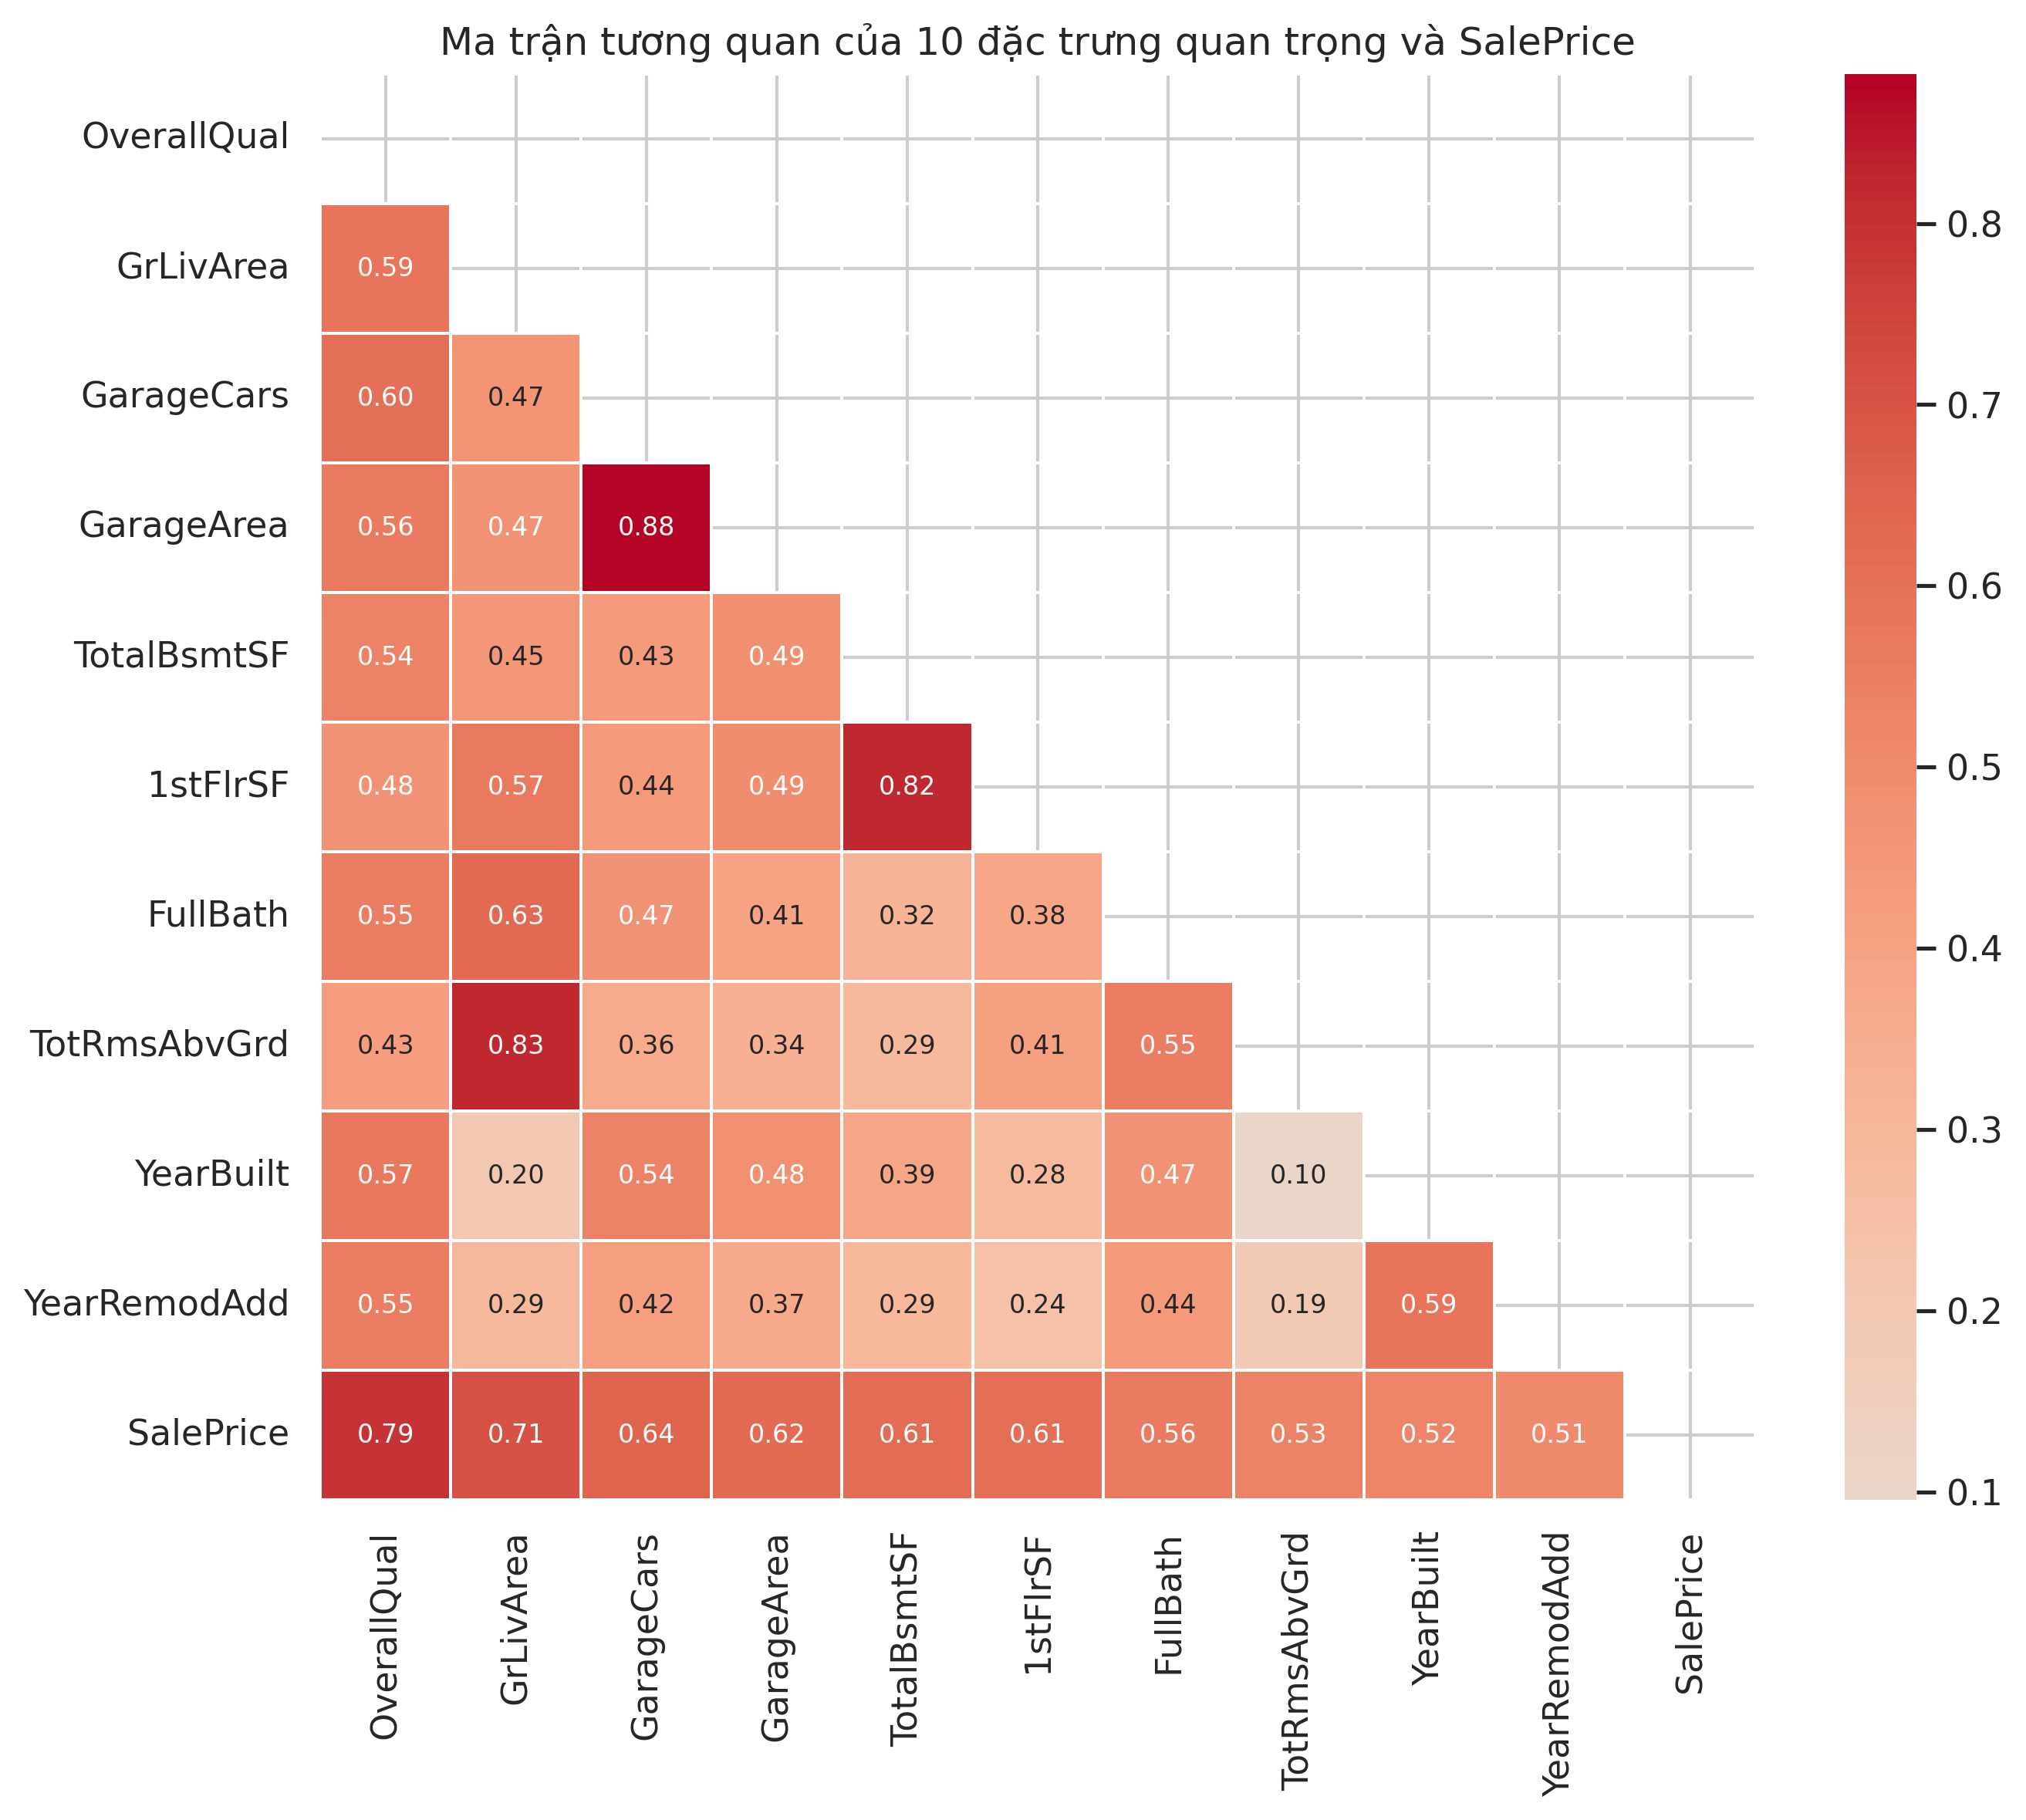 Ma trận tương quan của 10 đặc trưng quan trọng và SalePrice
OverallQual
GrLivArea 0.59
GarageCars 0.60 0.47
GarageArea 0.56 0.47 0.88
TotalBsmtSF 0.54 0.45 0.43 0.49
1stFlrSF 0.48 0.57 0.44 0.49 0.82
FullBath 0.55 0.63 0.47 0.41 0.32 0.38
TotRmsAbvGrd 0.43 0.83 0.36 0.34 0.29 0.41 0.55
YearBuilt 0.57 0.20 0.54 0.48 0.39 0.28 0.47 0.10
YearRemodAdd 0.55 0.29 0.42 0.37 0.29 0.24 0.44 0.19 0.59
SalePrice 0.79 0.71 0.64 0.62 0.61 0.61 0.56 0.53 0.52 0.51
OverallQual
GrLivArea
GarageCars
GarageArea
TotalBsmtSF
1stFlrSF
FullBath
TotRmsAbvGrd
YearBuilt
YearRemodAdd
SalePrice
0.8
0.7
0.6
0.5
0.4
0.3
0.2
0.1